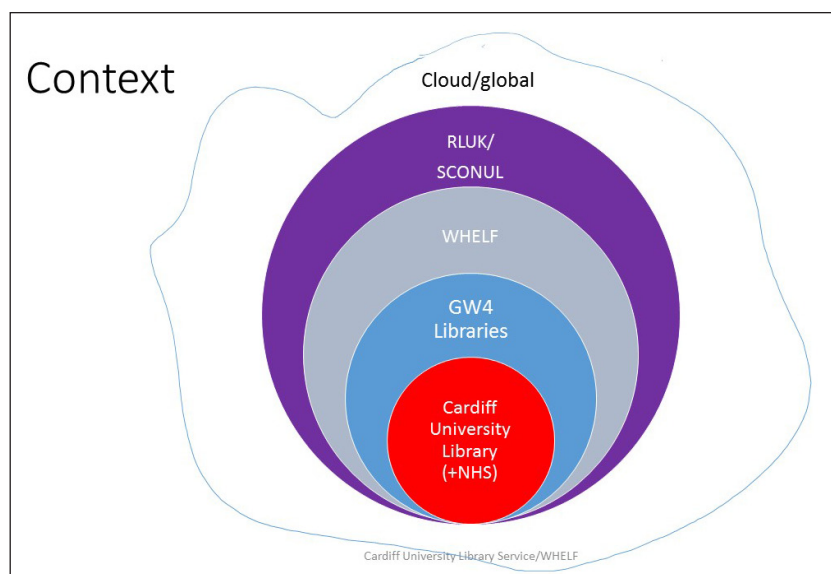 Context
Cloud/global
RLUK/
SCONUL
WHELF
GW4
Libraries
Cardiff
University
Library
(+NHS)
Cardiff University Library Service/WHELF